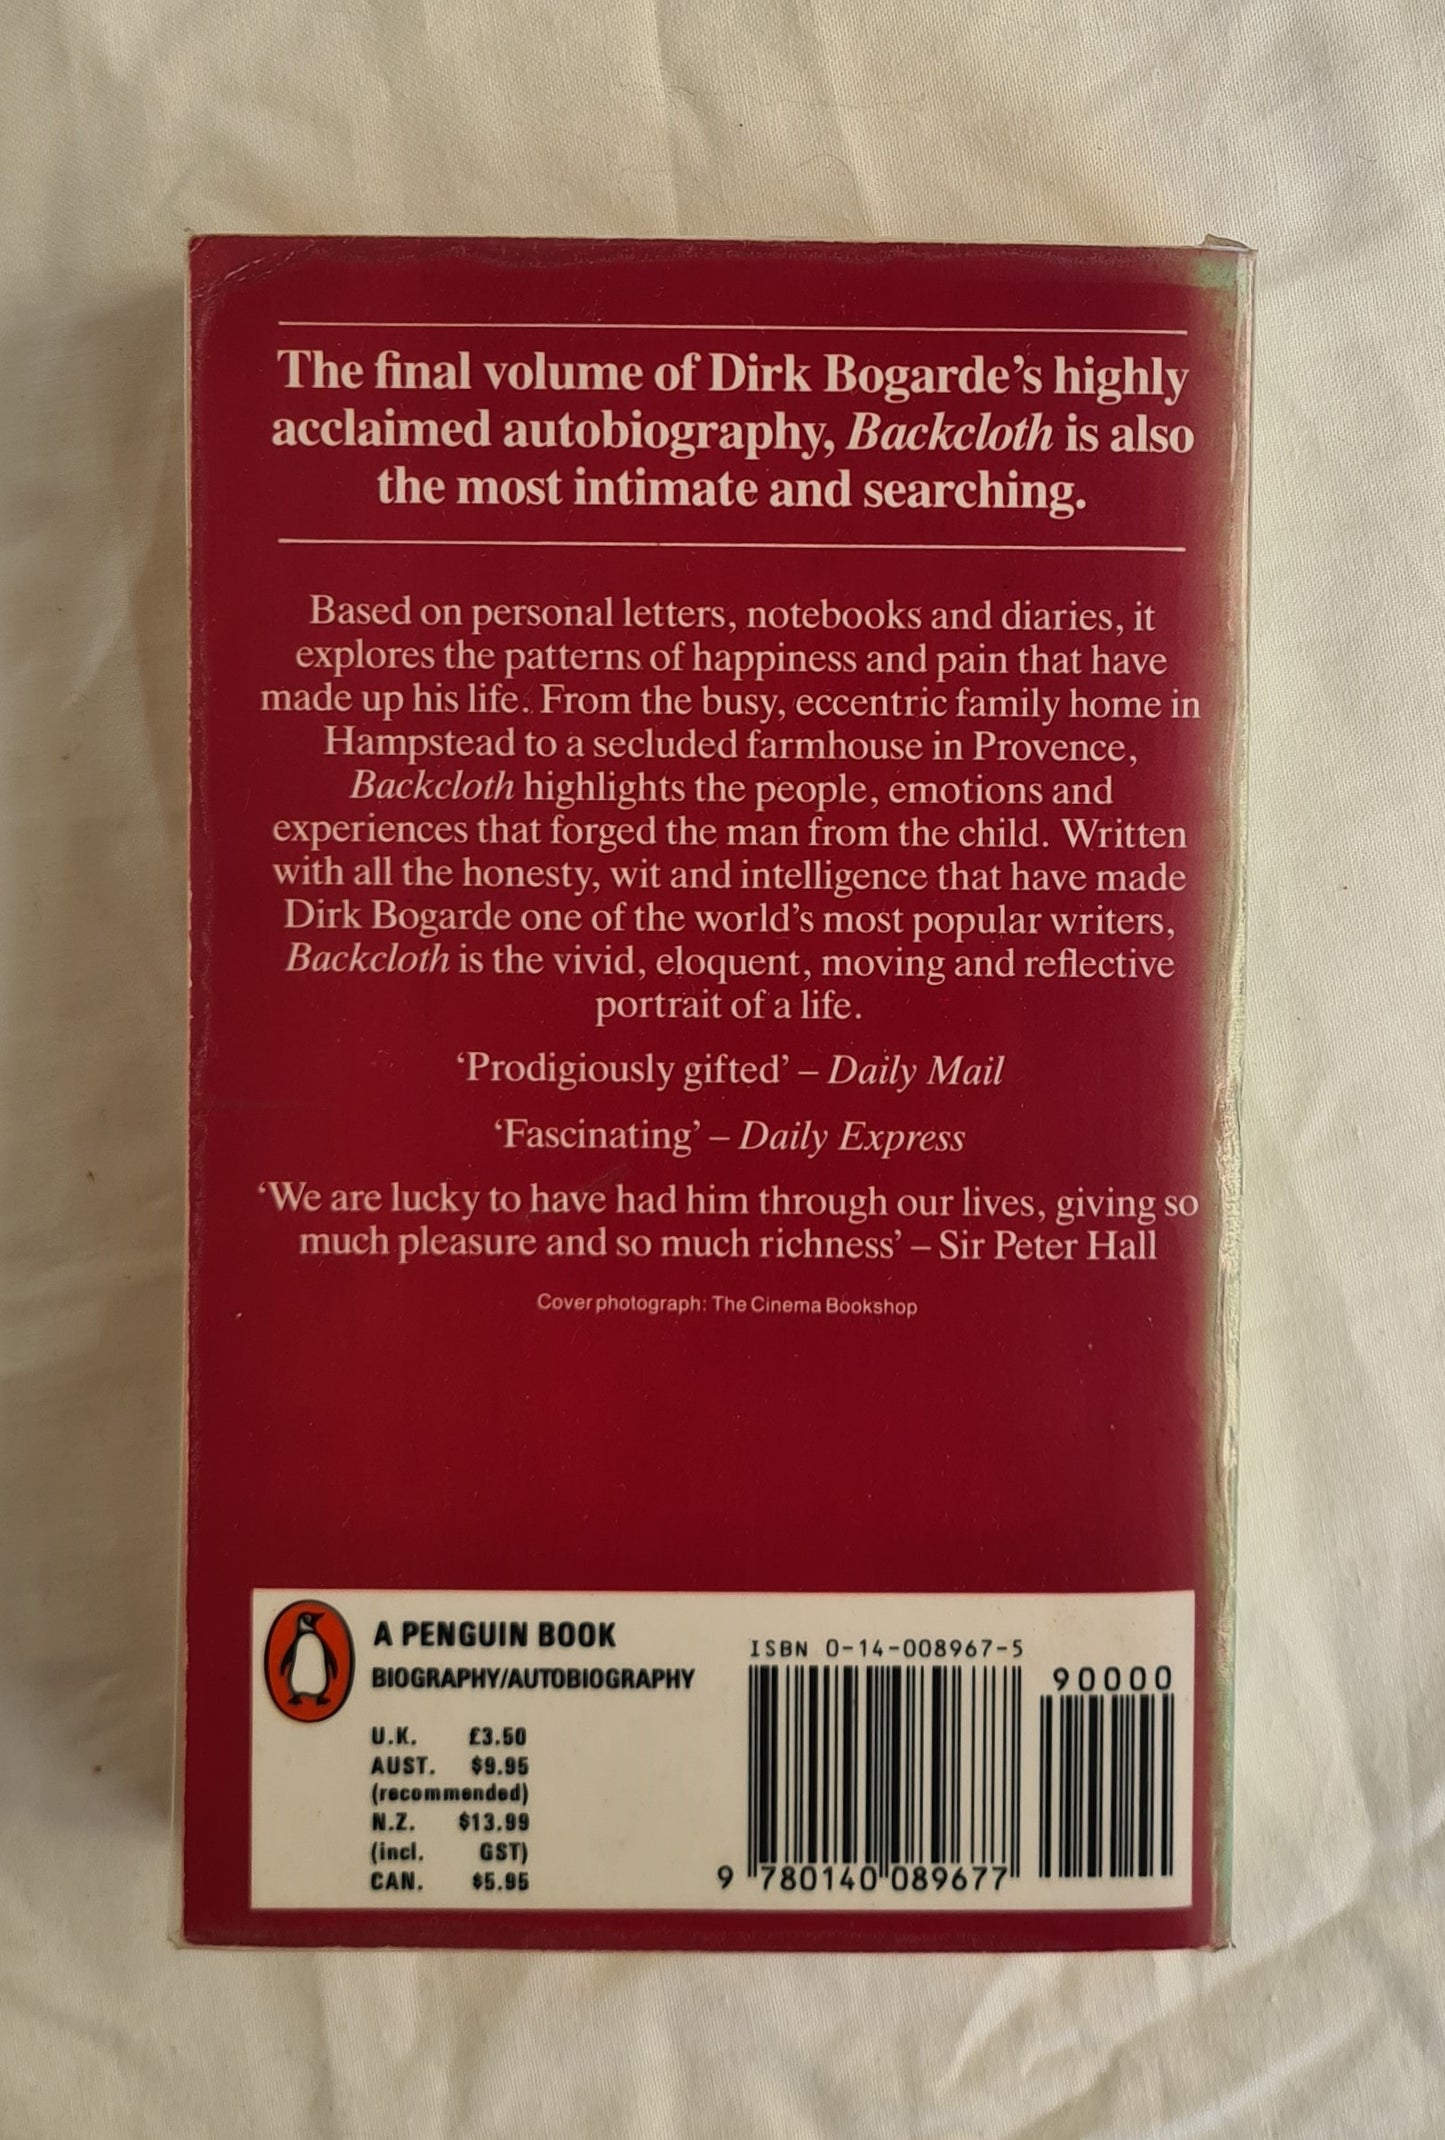 The final volume of Dirk Bogarde’s highly
acclaimed autobiography, Backcloth is also
the most intimate and searching.
Based on personal letters, notebooks and diaries, it
explores the patterns of happiness and pain that have
made up his life. From the busy, eccentric family home in
Hampstead to a secluded farmhouse in Provence,
Backcloth highlights the people, emotions and
experiences that forged the man from the child. Written
with all the honesty, wit and intelligence that have made
Dirk Bogarde one of the world’s most popular writers,
Backcloth is the vivid, eloquent, moving and reflective
portrait of a life.
‘Prodigiously gifted’ – Daily Mail
‘Fascinating’ – Daily Express
‘We are lucky to have had him through our lives, giving so
much pleasure and so much richness’ – Sir Peter Hall
Cover photograph: The Cinema Bookshop
A PENGUIN BOOK
BIOGRAPHY/AUTOBIOGRAPHY
U.K. £3.50
AUST. $9.95
(recommended)
N.Z. $13.99
(incl. GST)
CAN. $5.95
ISBN 0-14-008967-5
90000
9 780140 089677